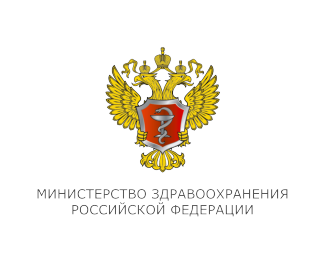 МИНИСТЕРСТВО ЗДРАВООХРАНЕНИЯ
РОССИЙСКОЙ ФЕДЕРАЦИИ